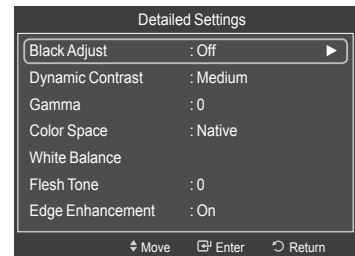 Detailed Settings
Black Adjust : Off ►
Dynamic Contrast : Medium
Gamma : 0
Color Space : Native
White Balance
Flesh Tone : 0
Edge Enhancement : On
Move Enter Return